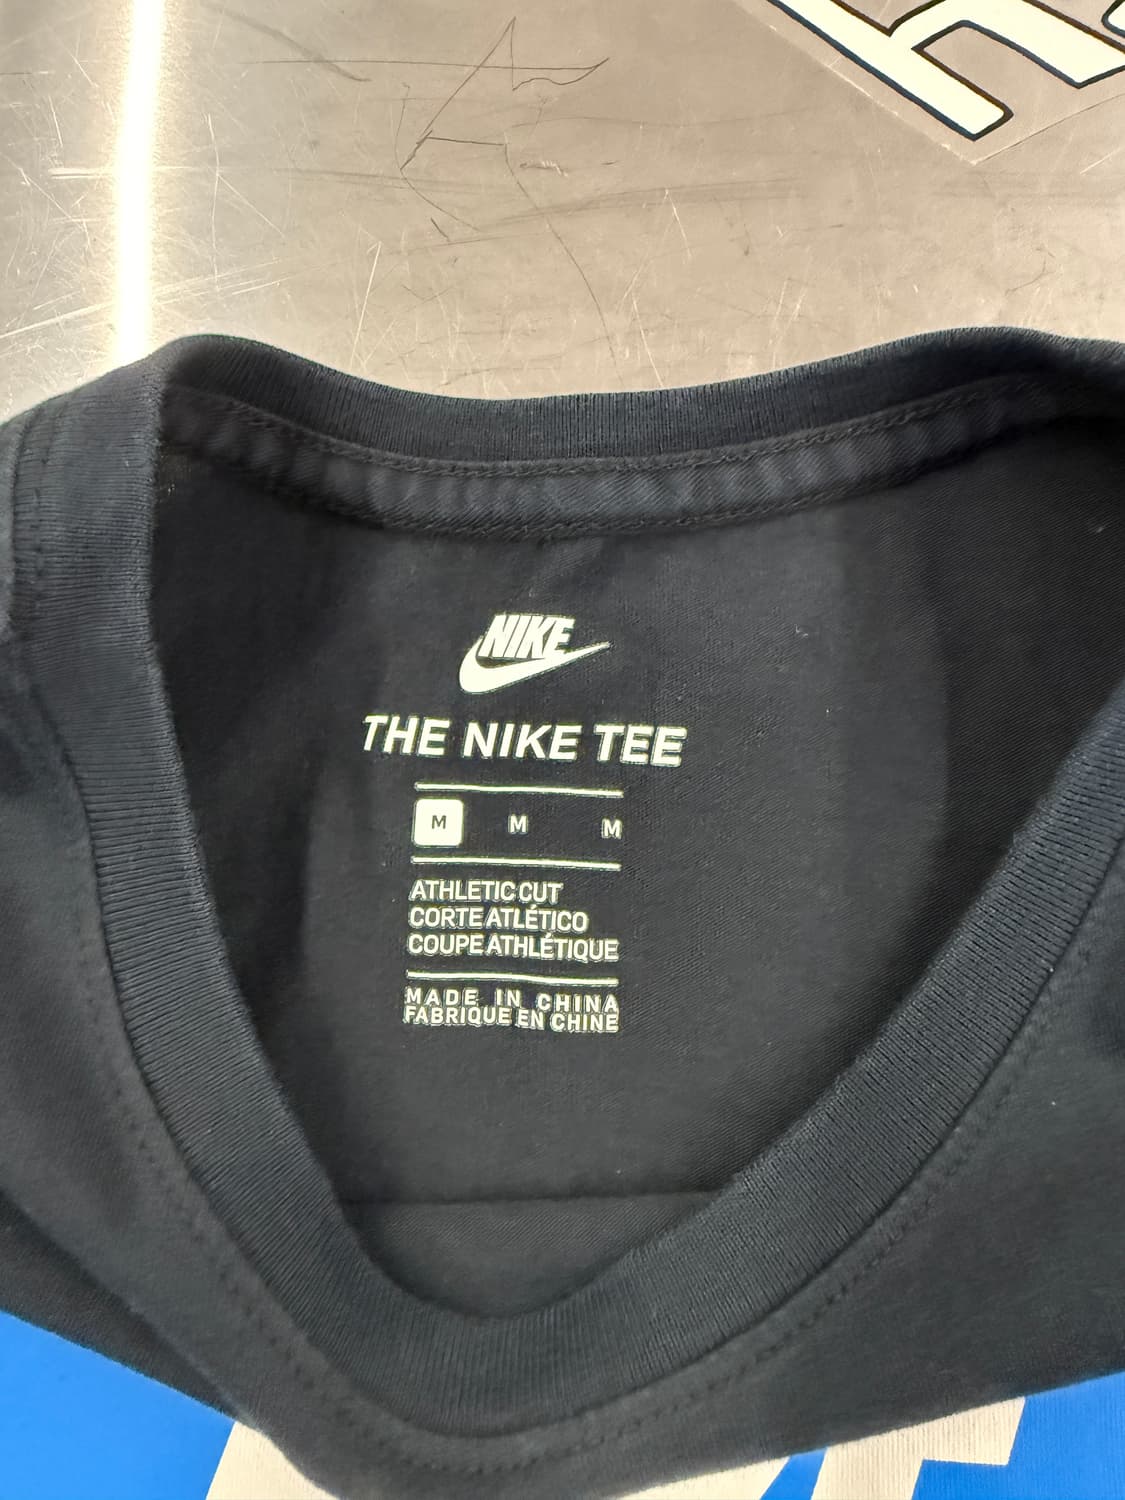 NIKE
THE NIKE TEE
M M M
ATHLETIC CUT
CORTE ATLÉTICO
COUPE ATHLÉTIQUE
MADE IN CHINA
FABRIQUE EN CHINE